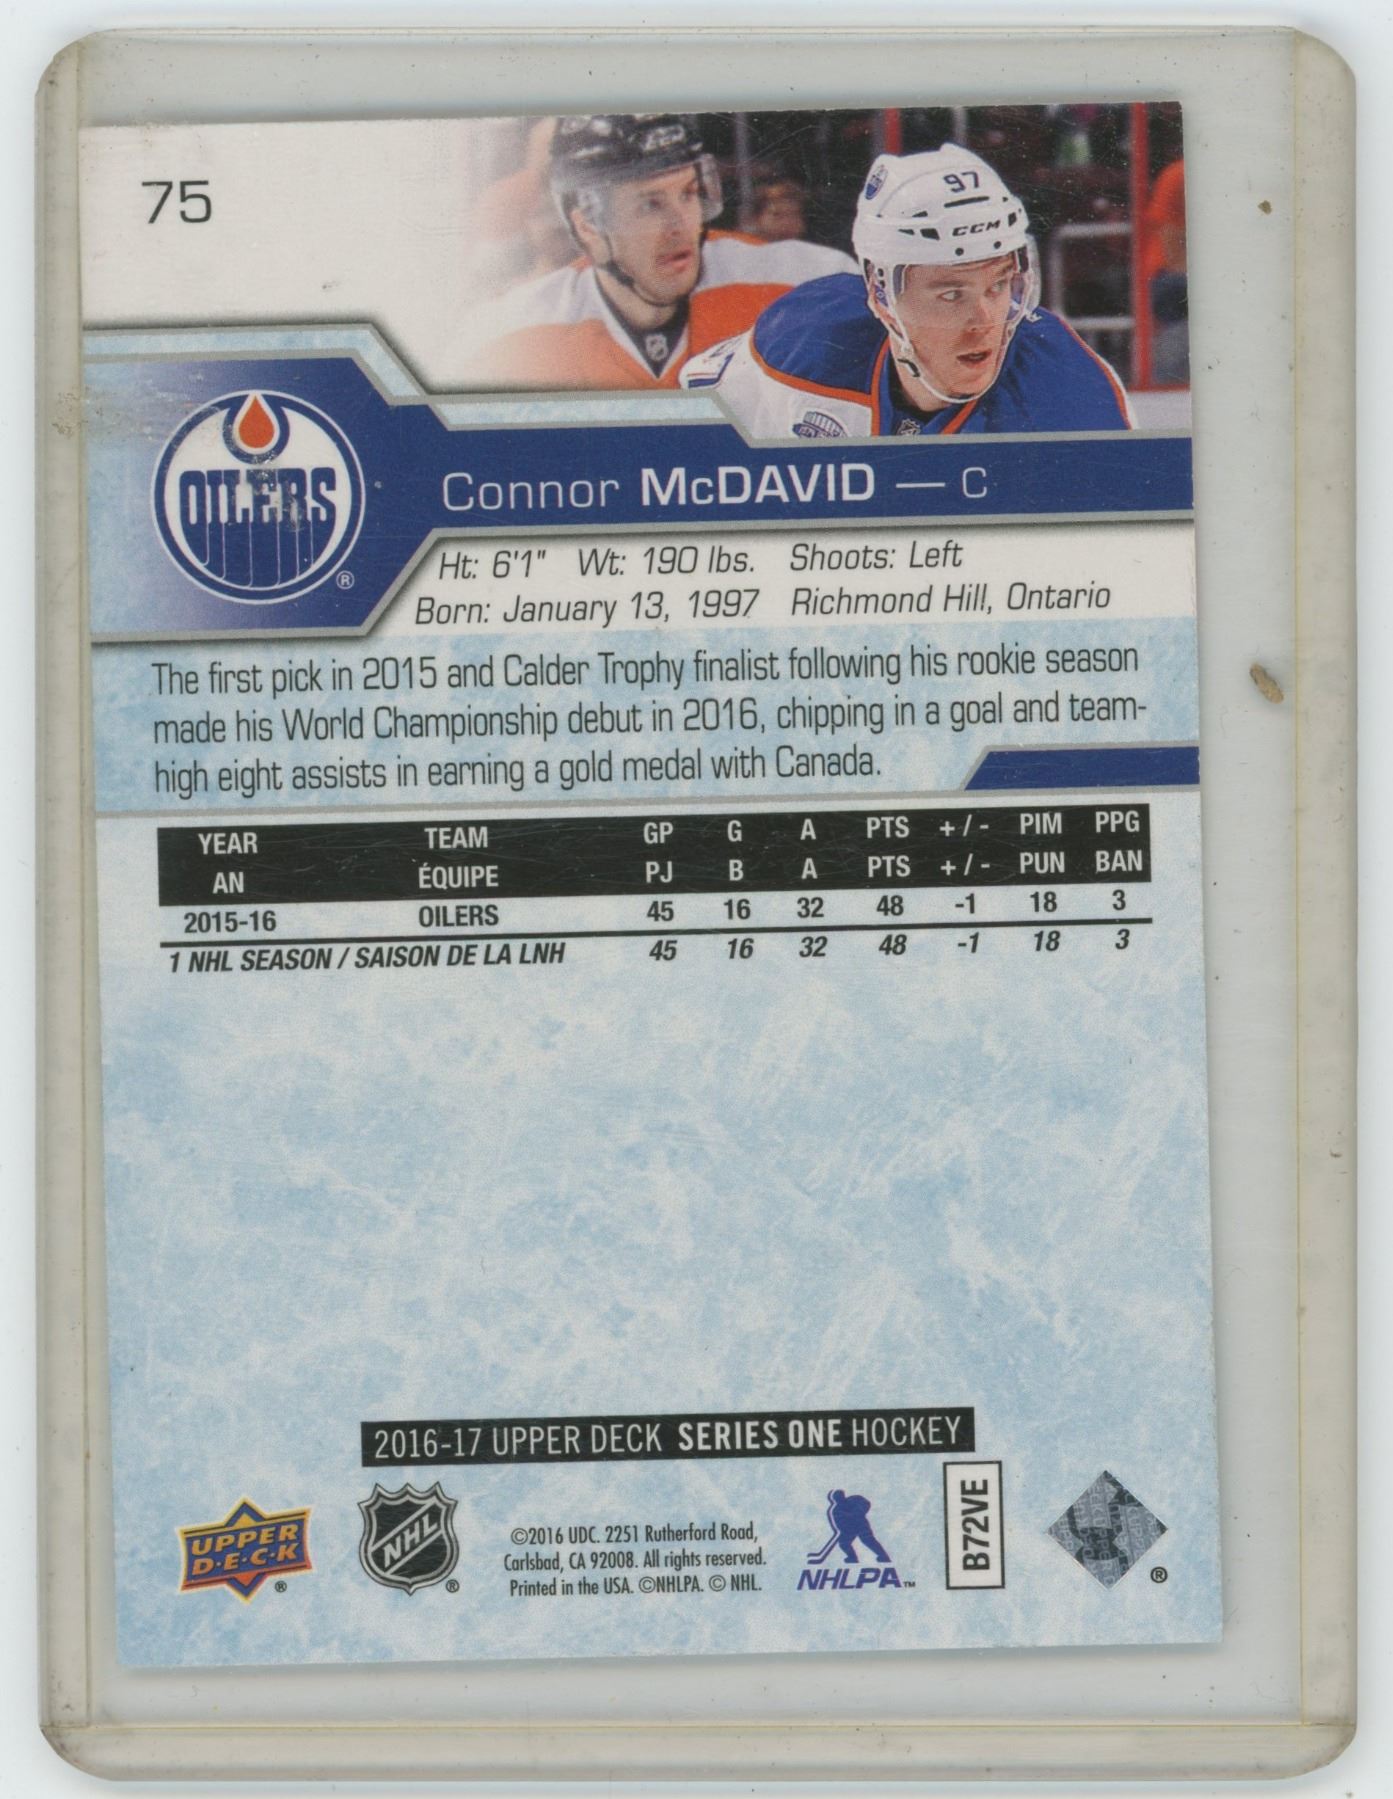 75
97
CCM
OILERS
®
Connor McDAVID — C
Ht: 6'1" Wt: 190 lbs. Shoots: Left
Born: January 13, 1997 Richmond Hill, Ontario
The first pick in 2015 and Calder Trophy finalist following his rookie season
made his World Championship debut in 2016, chipping in a goal and team-
high eight assists in earning a gold medal with Canada.
YEAR TEAM GP G A PTS +/- PIM PPG
AN ÉQUIPE PJ B A PTS +/- PUN BAN
2015-16 OILERS 45 16 32 48 -1 18 3
1 NHL SEASON / SAISON DE LA LNH 45 16 32 48 -1 18 3
2016-17 UPPER DECK SERIES ONE HOCKEY
UPPER
D·E·C·K
®
NHL
®
©2016 UDC. 2251 Rutherford Road,
Carlsbad, CA 92008. All rights reserved.
Printed in the USA. ©NHLPA. © NHL.
NHLPA™
B72VE
®